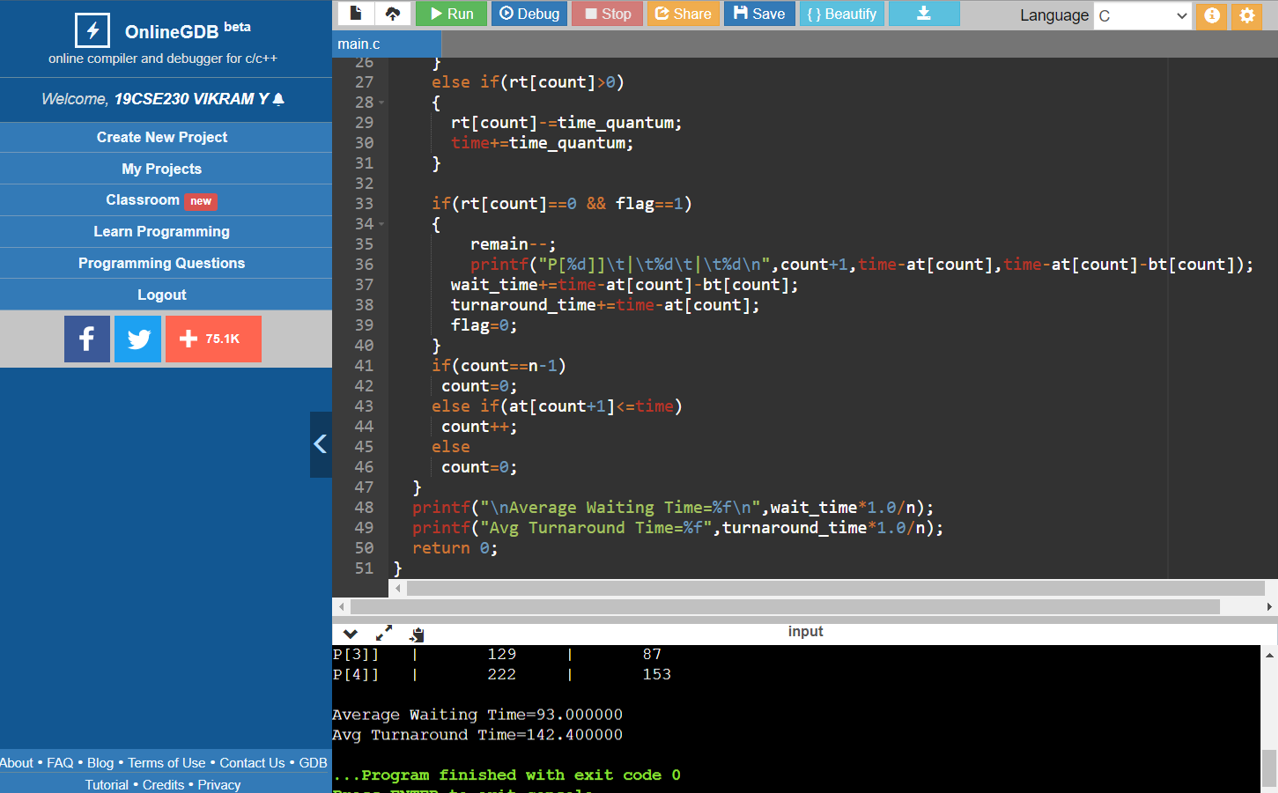 OnlineGDB beta
online compiler and debugger for c/c++
Welcome, 19CSE230 VIKRAM Y
Create New Project
My Projects
Classroom new
Learn Programming
Programming Questions
Logout
75.1K
About • FAQ • Blog • Terms of Use • Contact Us • GDB
Tutorial • Credits • Privacy
Run Debug Stop Share Save { } Beautify Language C
main.c
26 }
27 else if(rt[count]>0)
28 {
29 rt[count]-=time_quantum;
30 time+=time_quantum;
31 }
32
33 if(rt[count]==0 && flag==1)
34 {
35 remain--;
36 printf("P[%d]]\t|\t%d\t|\t%d\n",count+1,time-at[count],time-at[count]-bt[count]);
37 wait_time+=time-at[count]-bt[count];
38 turnaround_time+=time-at[count];
39 flag=0;
40 }
41 if(count==n-1)
42 count=0;
43 else if(at[count+1]<=time)
44 count++;
45 else
46 count=0;
47 }
48 printf("\nAverage Waiting Time=%f\n",wait_time*1.0/n);
49 printf("Avg Turnaround Time=%f",turnaround_time*1.0/n);
50 return 0;
51 }
input
P[3]] | 129 | 87
P[4]] | 222 | 153
Average Waiting Time=93.000000
Avg Turnaround Time=142.400000
...Program finished with exit code 0
Press ENTER to exit console.